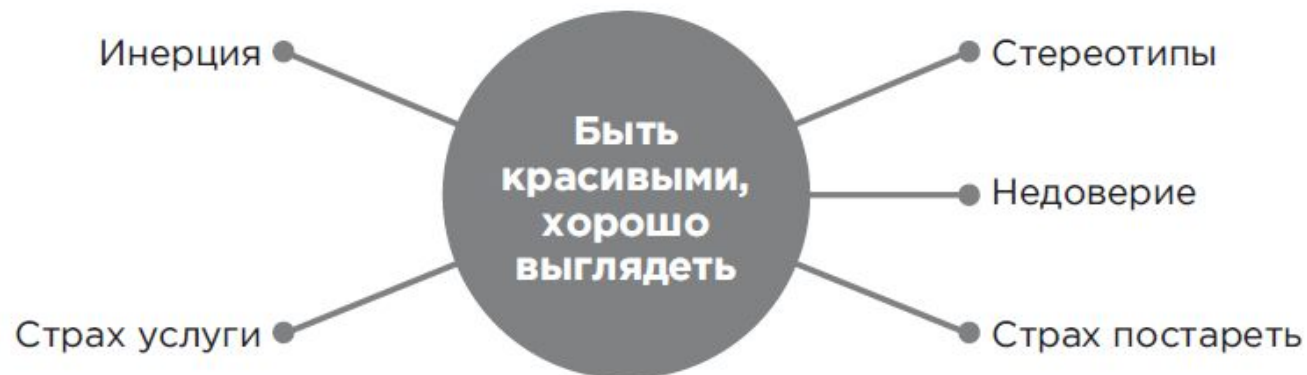 Инерция
Стереотипы
Быть
красивыми,
хорошо
выглядеть
Недоверие
Страх услуги
Страх постареть